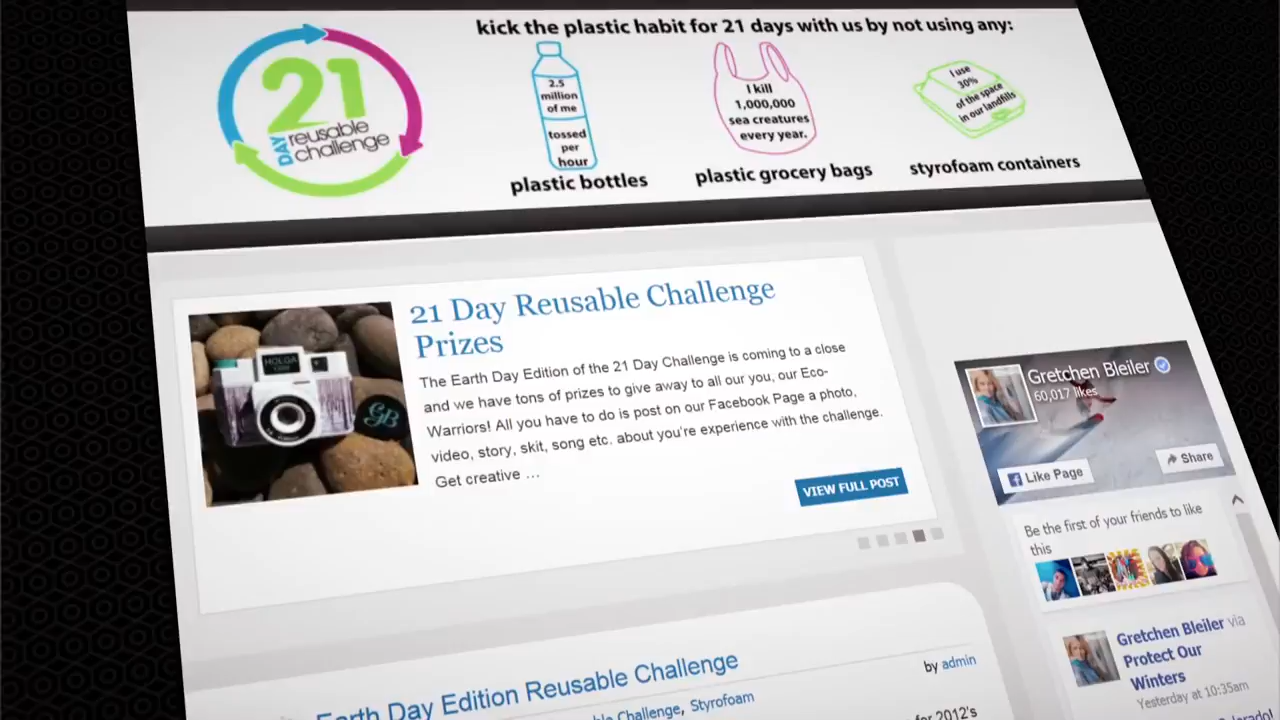 kick the plastic habit for 21 days with us by not using any:
21
DAY
reusable
challenge
2.5
million
of me
tossed
per
hour
plastic bottles
I kill
1,000,000
sea creatures
every year.
plastic grocery bags
I use
30%
of the space
in our landfills
styrofoam containers
21 Day Reusable Challenge
Prizes
The Earth Day Edition of the 21 Day Challenge is coming to a close
and we have tons of prizes to give away to all our you, our Eco-
Warriors! All you have to do is post on our Facebook Page a photo,
video, story, skit, song etc. about you're experience with the challenge.
Get creative ...
VIEW FULL POST
HOLGA
GB
Gretchen Bleiler
60,017 likes
Like Page
Share
Be the first of your friends to like
this
Gretchen Bleiler via
Protect Our
Winters
Yesterday at 10:35am
Earth Day Edition Reusable Challenge
by admin
Challenge, Styrofoam
for 2012's